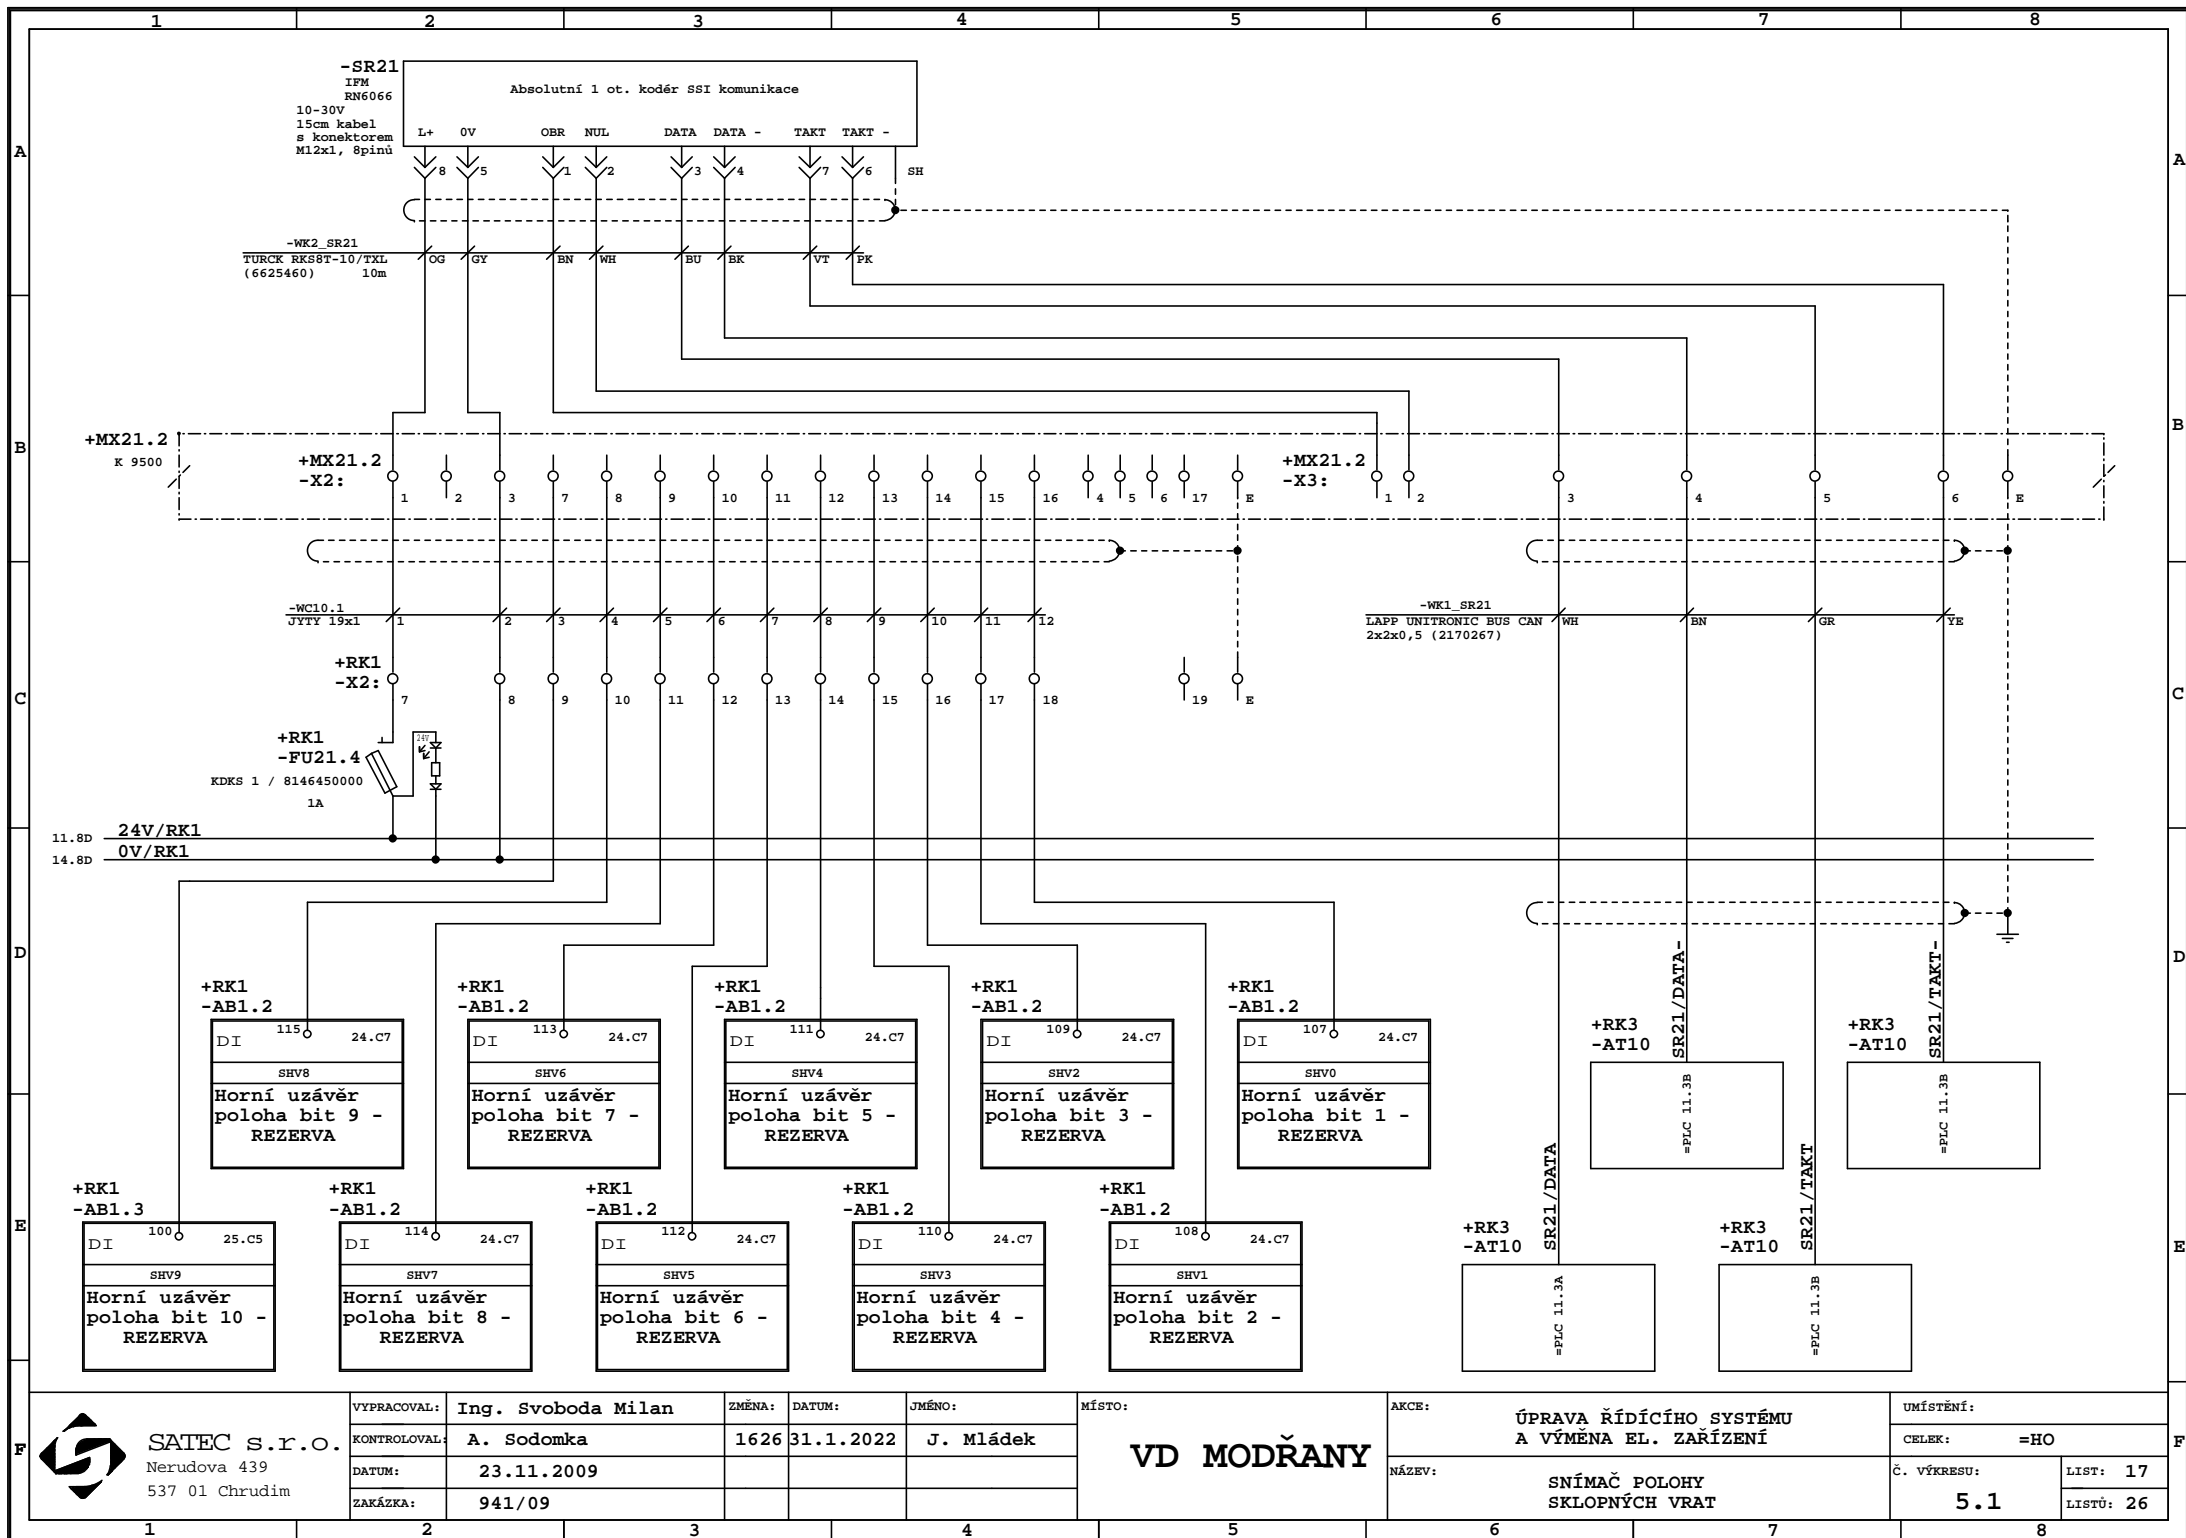 1 2 3 4 5 6 7 8
-SR21
IFM
RN6066
10-30V
15cm kabel
s konektorem
M12x1, 8pinů
Absolutní 1 ot. kodér SSI komunikace
L+ 0V OBR NUL DATA DATA - TAKT TAKT -
8 5 1 2 3 4 7 6 SH
A A
-WK2_SR21
TURCK RKS8T-10/TXL
(6625460) 10m
OG GY BN WH BU BK VT PK
B B
+MX21.2
K 9500
+MX21.2
-X2:
1 2 3 7 8 9 10 11 12 13 14 15 16 4 5 6 17 E
+MX21.2
-X3:
1 2 3 4 5 6 E
-WC10.1
JYTY 19x1
1 2 3 4 5 6 7 8 9 10 11 12
-WK1_SR21
LAPP UNITRONIC BUS CAN
2x2x0,5 (2170267)
WH BN GR YE
C C
+RK1
-X2:
7 8 9 10 11 12 13 14 15 16 17 18 19 E
+RK1
-FU21.4
KDKS 1 / 8146450000
1A
24V
11.8D 24V/RK1
14.8D 0V/RK1
D D
+RK1
-AB1.2
DI 115 24.C7
SHV8
Horní uzávěr
poloha bit 9 -
REZERVA
+RK1
-AB1.2
DI 113 24.C7
SHV6
Horní uzávěr
poloha bit 7 -
REZERVA
+RK1
-AB1.2
DI 111 24.C7
SHV4
Horní uzávěr
poloha bit 5 -
REZERVA
+RK1
-AB1.2
DI 109 24.C7
SHV2
Horní uzávěr
poloha bit 3 -
REZERVA
+RK1
-AB1.2
DI 107 24.C7
SHV0
Horní uzávěr
poloha bit 1 -
REZERVA
+RK3
-AT10
SR21/DATA-
=PLC 11.3B
+RK3
-AT10
SR21/TAKT-
=PLC 11.3B
E E
+RK1
-AB1.3
DI 100 25.C5
SHV9
Horní uzávěr
poloha bit 10 -
REZERVA
+RK1
-AB1.2
DI 114 24.C7
SHV7
Horní uzávěr
poloha bit 8 -
REZERVA
+RK1
-AB1.2
DI 112 24.C7
SHV5
Horní uzávěr
poloha bit 6 -
REZERVA
+RK1
-AB1.2
DI 110 24.C7
SHV3
Horní uzávěr
poloha bit 4 -
REZERVA
+RK1
-AB1.2
DI 108 24.C7
SHV1
Horní uzávěr
poloha bit 2 -
REZERVA
+RK3
-AT10
SR21/DATA
=PLC 11.3A
+RK3
-AT10
SR21/TAKT
=PLC 11.3B
F F
SATEC s.r.o.
Nerudova 439
537 01 Chrudim
VYPRACOVAL: Ing. Svoboda Milan
KONTROLOVAL: A. Sodomka
DATUM: 23.11.2009
ZAKÁZKA: 941/09
ZMĚNA: DATUM: JMÉNO:
1626 31.1.2022 J. Mládek
MÍSTO:
VD MODŘANY
AKCE:
ÚPRAVA ŘÍDÍCÍHO SYSTÉMU
A VÝMĚNA EL. ZAŘÍZENÍ
NÁZEV:
SNÍMAČ POLOHY
SKLOPNÝCH VRAT
UMÍSTĚNÍ:
CELEK: =HO
Č. VÝKRESU:
5.1
LIST: 17
LISTŮ: 26
1 2 3 4 5 6 7 8